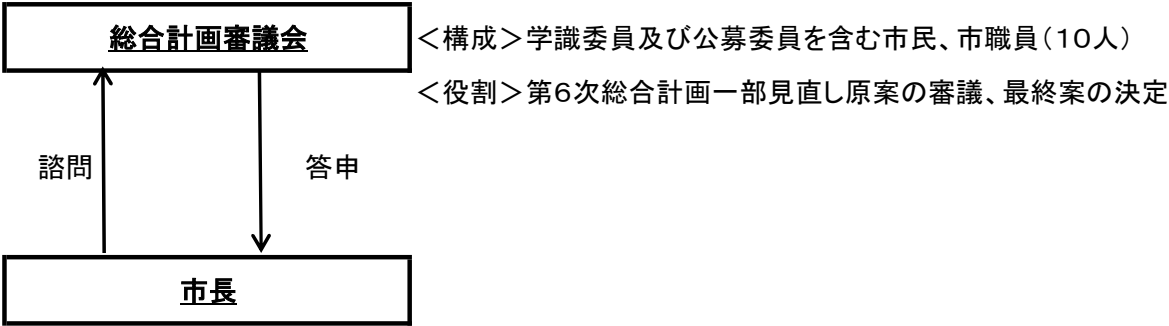 総合計画審議会
＜構成＞学識委員及び公募委員を含む市民、市職員（１０人）
＜役割＞第６次総合計画一部見直し原案の審議、最終案の決定
諮問
答申
市長